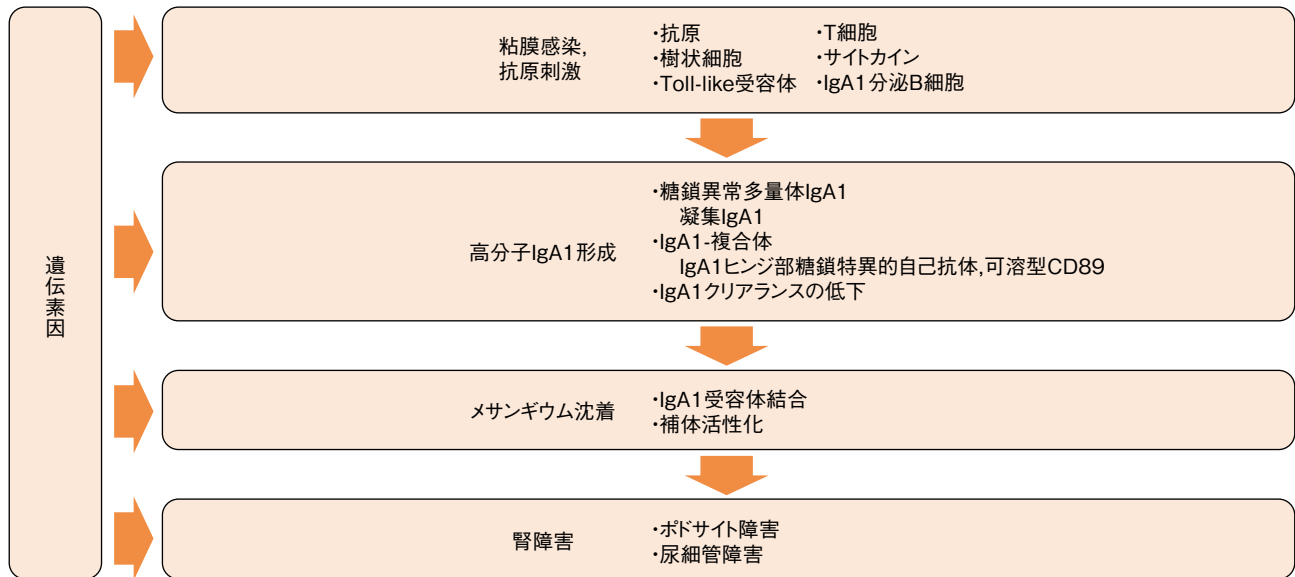 遺伝素因
粘膜感染,
抗原刺激
・抗原
・樹状細胞
・Toll-like受容体
・T細胞
・サイトカイン
・IgA1分泌B細胞
高分子IgA1形成
・糖鎖異常多量体IgA1
凝集IgA1
・IgA1-複合体
IgA1ヒンジ部糖鎖特異的自己抗体,可溶型CD89
・IgA1クリアランスの低下
メサンギウム沈着
・IgA1受容体結合
・補体活性化
腎障害
・ポドサイト障害
・尿細管障害